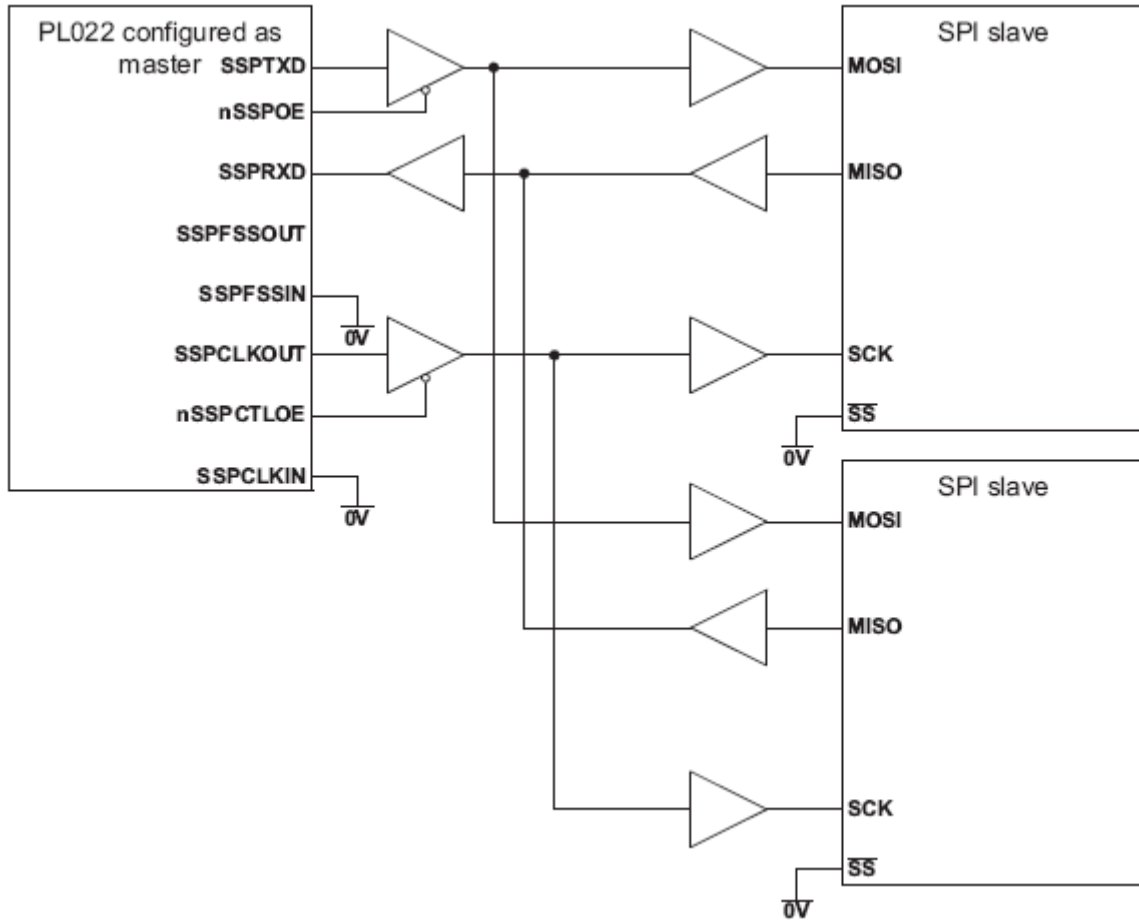 PL022 configured as
master SSPTXD
nSSPOE
SSPRXD
SSPFSSOUT
SSPFSSIN
0V
SSPCLKOUT
nSSPCTLOE
SSPCLKIN
0V
SPI slave
MOSI
MISO
SCK
SS
0V
SPI slave
MOSI
MISO
SCK
SS
0V